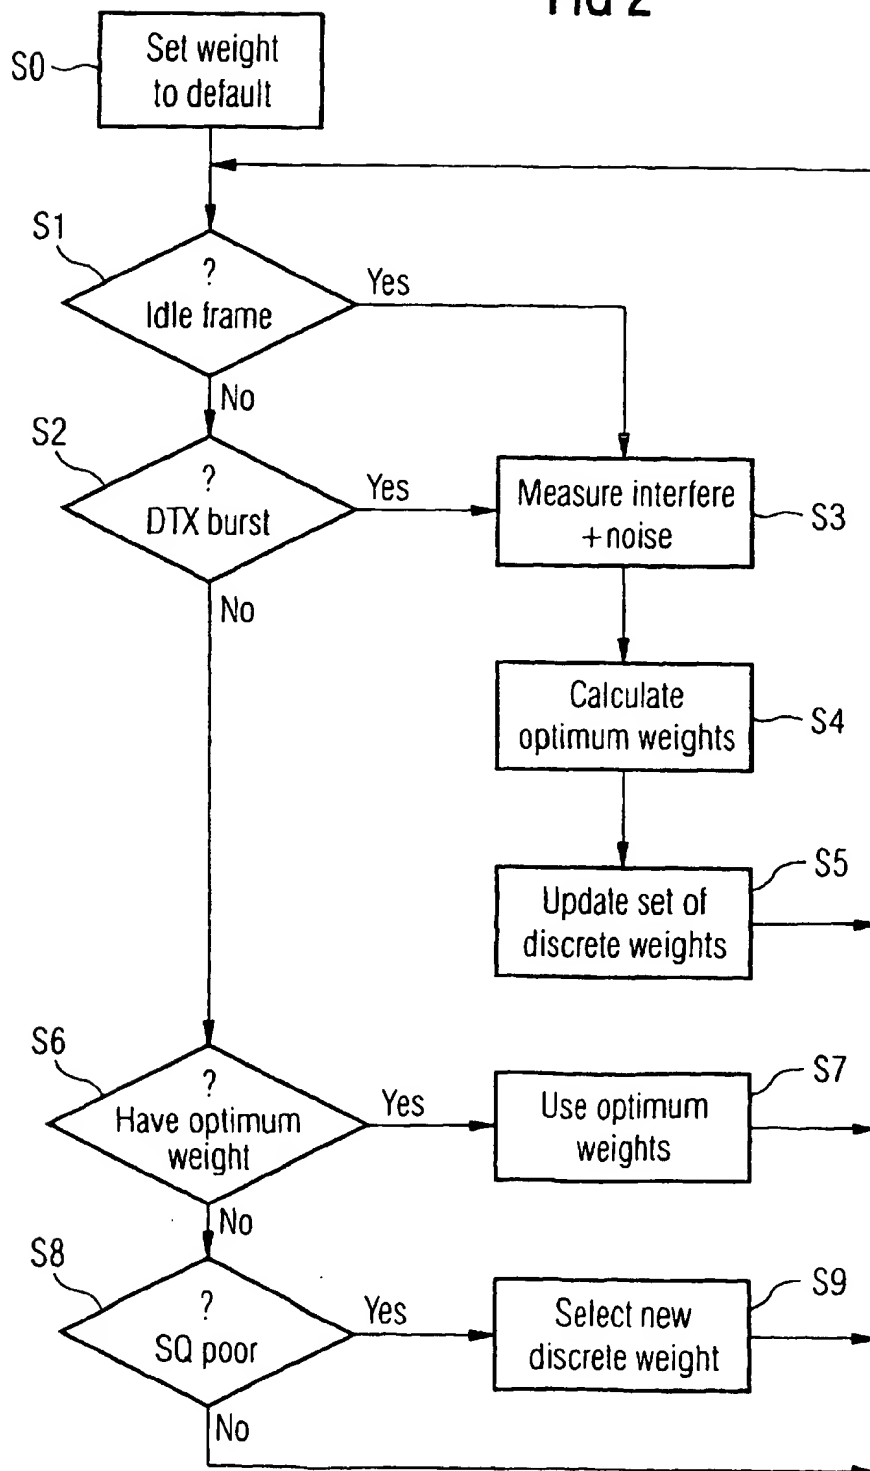 FIG 2
S0
Set weight
to default
S1
?
Idle frame
Yes
No
S2
?
DTX burst
Yes
No
Measure interfere
+noise
S3
Calculate
optimum weights
S4
Update set of
discrete weights
S5
S6
?
Have optimum
weight
Yes
No
Use optimum
weights
S7
S8
?
SQ poor
Yes
No
Select new
discrete weight
S9